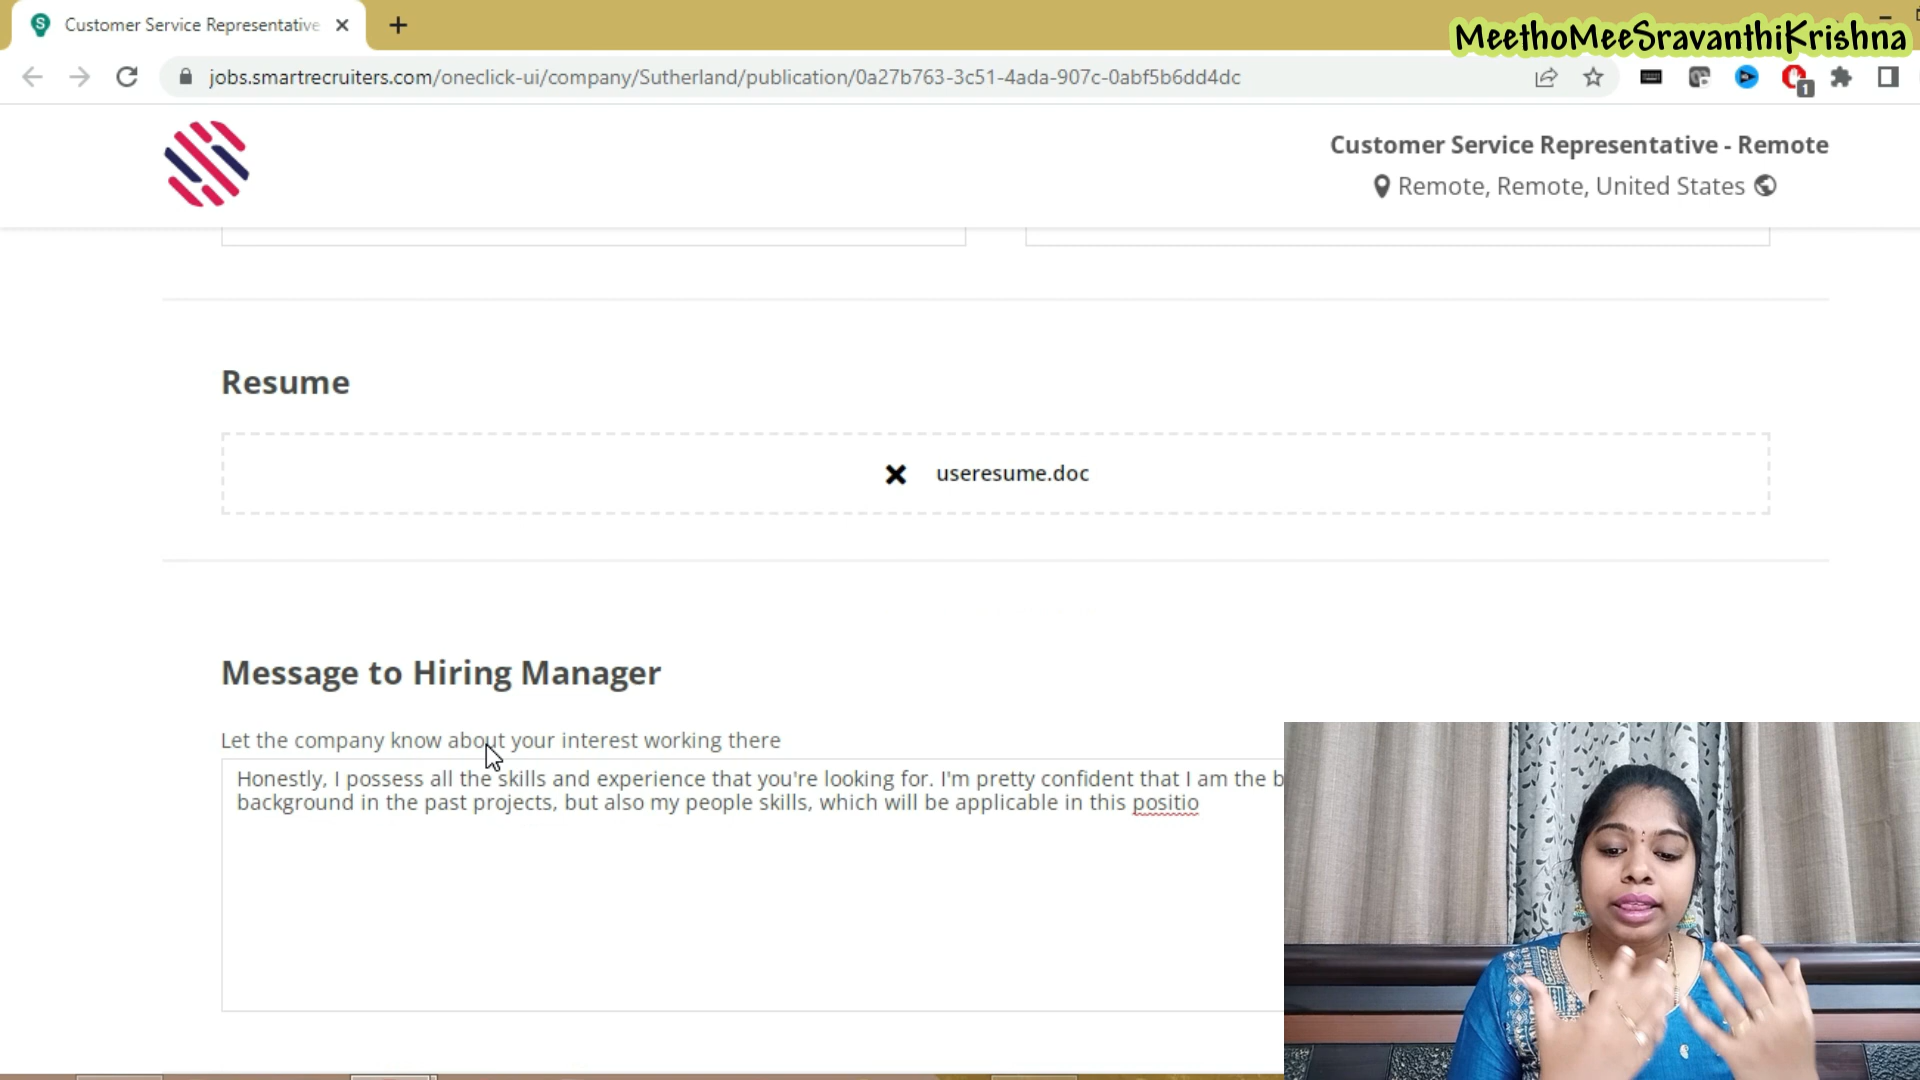 Customer Service Representative
MeethoMeeSravanthiKrishna
jobs.smartrecruiters.com/oneclick-ui/company/Sutherland/publication/0a27b763-3c51-4ada-907c-0abf5b6dd4dc
1
Customer Service Representative - Remote
Remote, Remote, United States
Resume
useresume.doc
Message to Hiring Manager
Let the company know about your interest working there
Honestly, I possess all the skills and experience that you're looking for. I'm pretty confident that I am the b
background in the past projects, but also my people skills, which will be applicable in this positio